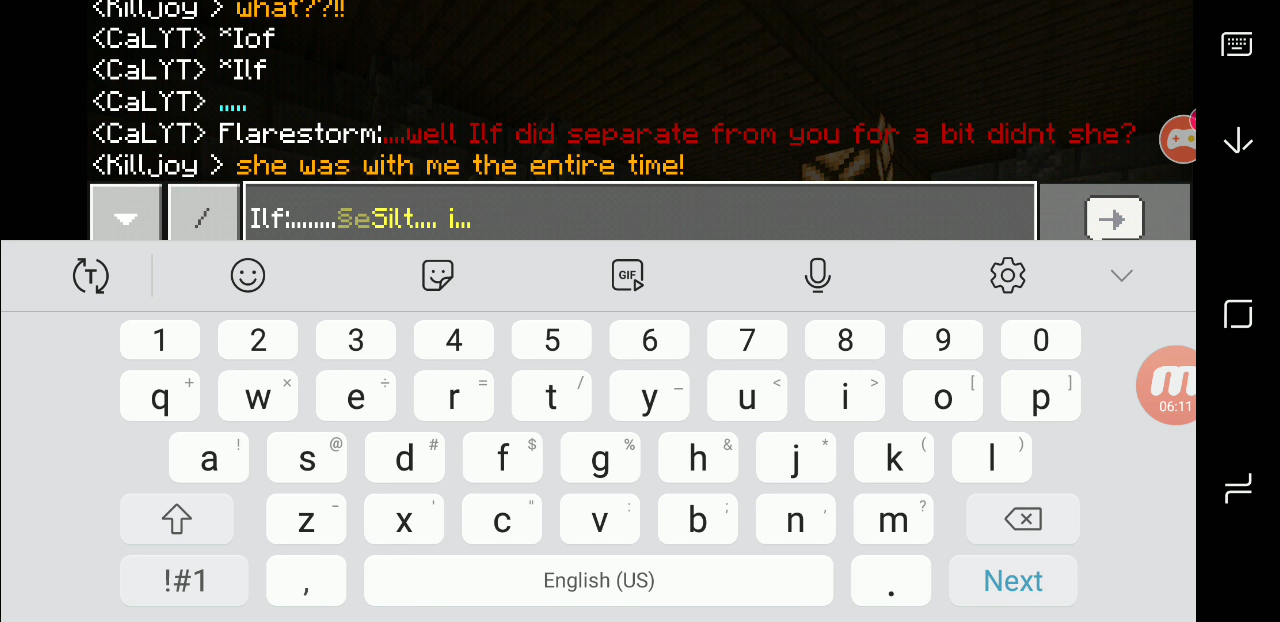 <Killjoy > what??!!
<CaLYT> *Iof
<CaLYT> *Ilf
<CaLYT> .....
<CaLYT> Flarestorm:....well Ilf did separate from you for a bit didnt she?
<Killjoy > she was with me the entire time!
/ Ilf:.........§eSilt.... i...
T GIF
1 2 3 4 5 6 7 8 9 0
q + w × e ÷ r = t / y _ u < i > o [ p ]
06:11
a ! s @ d # f $ g % h & j * k ( l )
z - x ' c " v : b ; n , m ?
!#1 , English (US) . Next